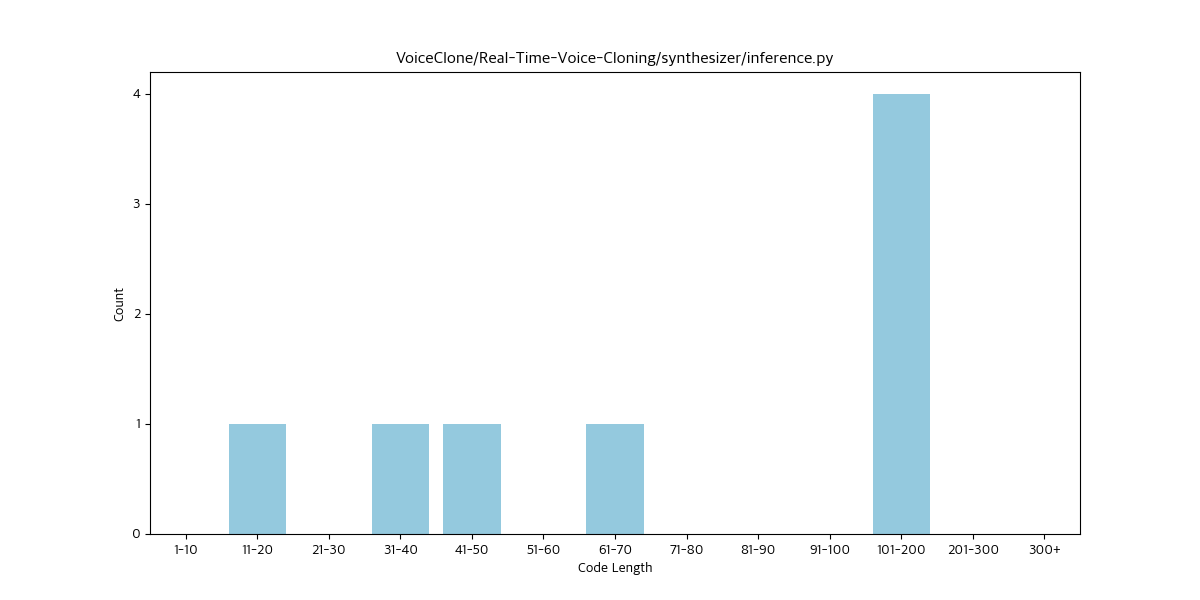 VoiceClone/Real-Time-Voice-Cloning/synthesizer/inference.py
4
3
2
1
0
Count
1-10 11-20 21-30 31-40 41-50 51-60 61-70 71-80 81-90 91-100 101-200 201-300 300+
Code Length